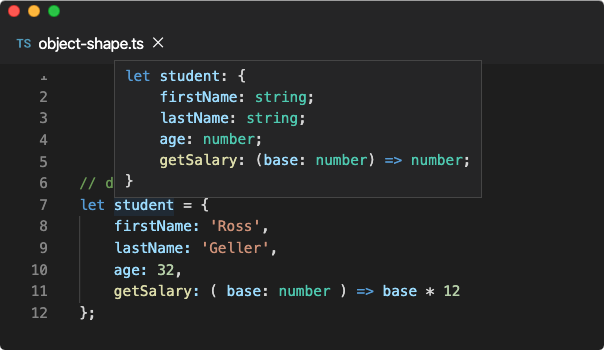 TS object-shape.ts ×
1
2
3
4
5
let student: {
firstName: string;
lastName: string;
age: number;
getSalary: (base: number) => number;
}
6 // d
7 let student = {
8 firstName: 'Ross',
9 lastName: 'Geller',
10 age: 32,
11 getSalary: ( base: number ) => base * 12
12 };